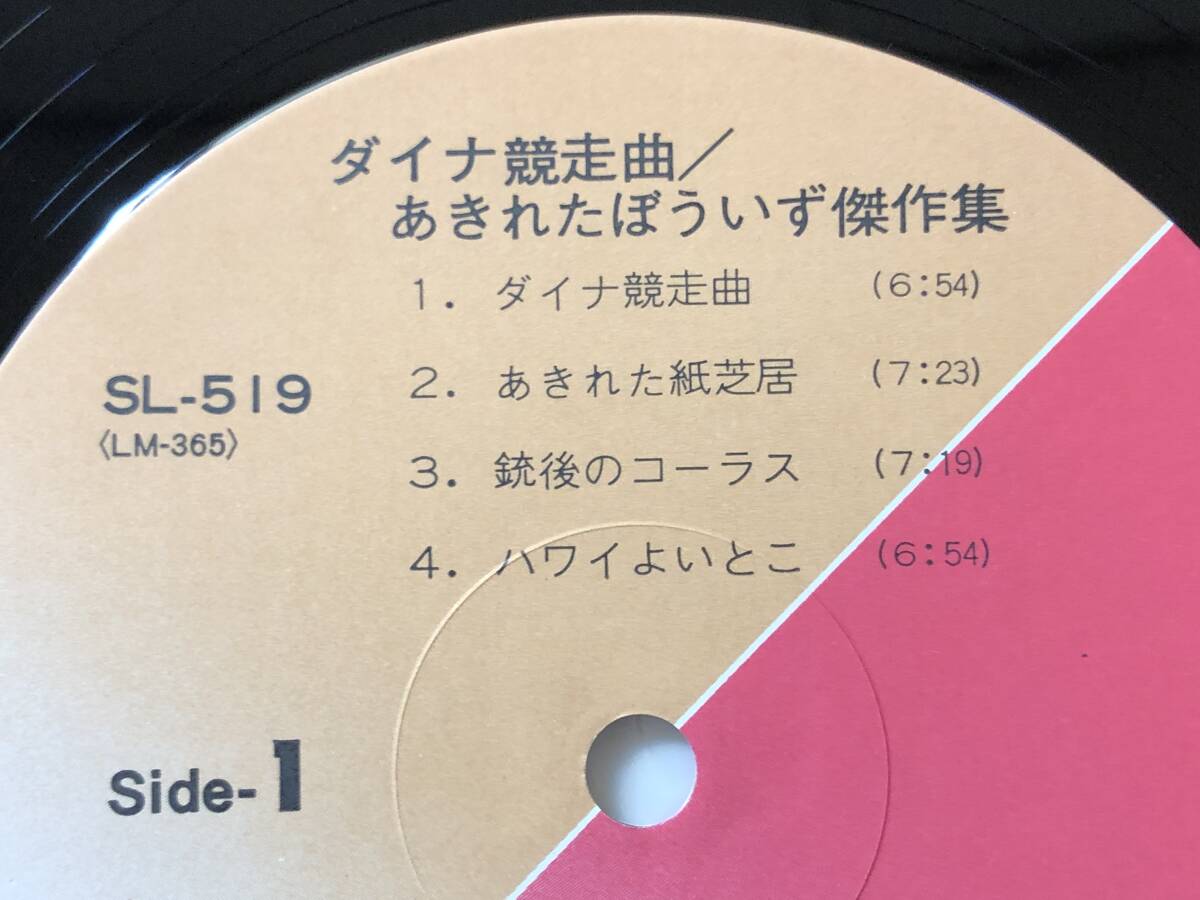 ダイナ競走曲／
あきれたぼういず傑作集
1. ダイナ競走曲 (6:54)
2. あきれた紙芝居 (7:23)
3. 銃後のコーラス (7:19)
4. ハワイよいとこ (6:54)
SL-519
〈LM-365〉
Side-1